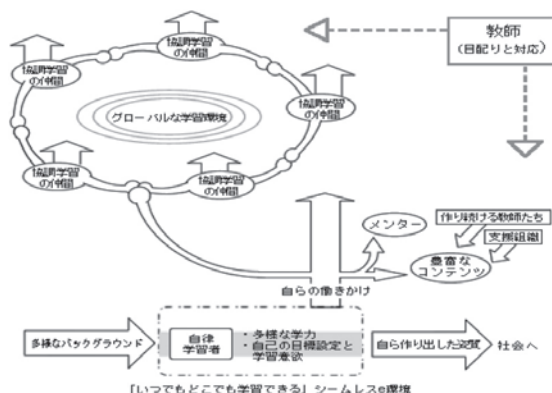 協調学習
の仲間
教師
(目配りと対応)
協調学習
の仲間
協調学習
の仲間
グローバルな学習環境
協調学習
の仲間
協調学習
の仲間
メンター
作り続ける教師たち
支援組織
豊富な
コンテンツ
自らの働きかけ
多様なバックグラウンド
自律
学習者
・多様な学力
・自己の目標設定と
学習意欲
自ら作り出した
社会へ
「いつでもどこでも学習できる」シームレスe環境